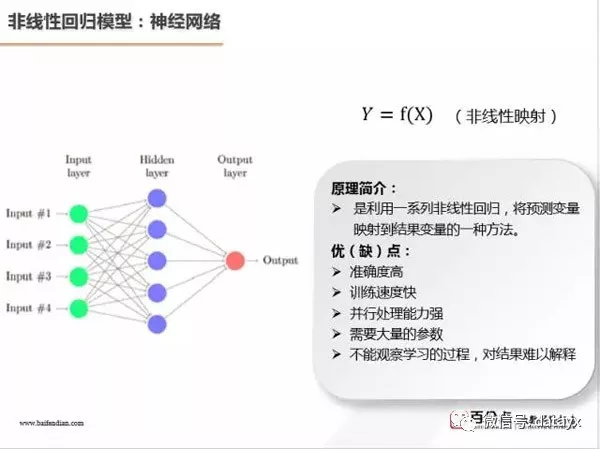 非线性回归模型：神经网络
Y = f(X) （非线性映射）
Input layer
Hidden layer
Output layer
Input #1
Input #2
Input #3
Input #4
Output
原理简介：
是利用一系列非线性回归，将预测变量
映射到结果变量的一种方法。
优（缺）点：
准确度高
训练速度快
并行处理能力强
需要大量的参数
不能观察学习的过程，对结果难以解释
www.baifendian.com
百分点
微信号: datayx